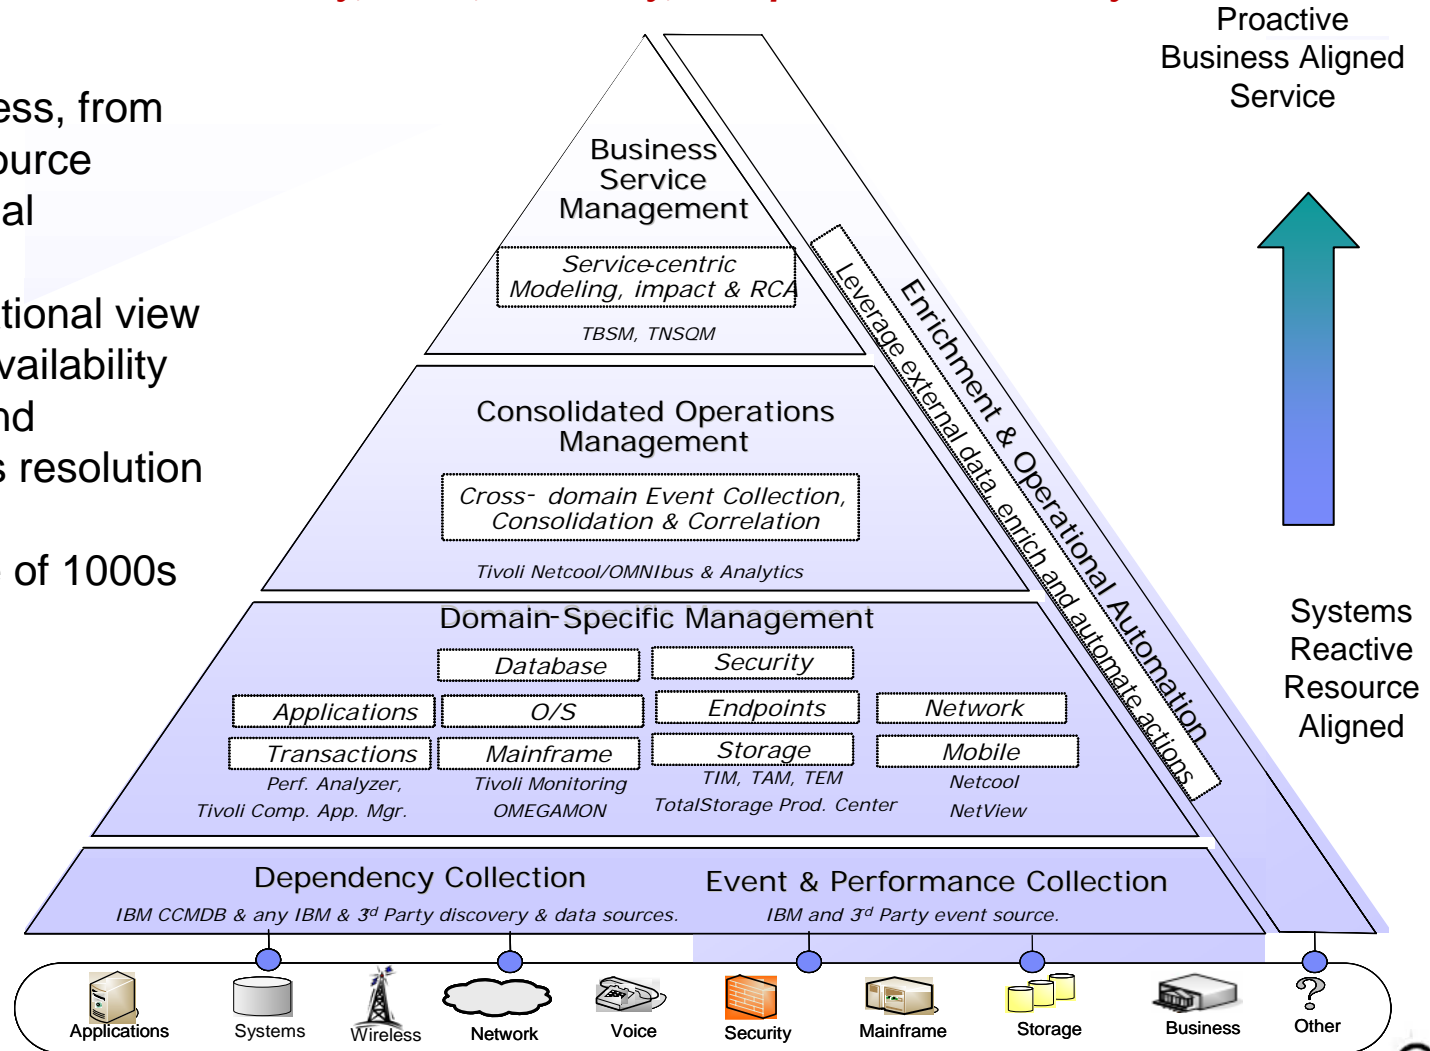 Proactive
Business Aligned
Service
ess, from
ource
al
tional view
vailability
nd
s resolution
of 1000s
Business
Service
Management
Service-centric
Modeling, impact & RCA
TBSM, TNSQM
Consolidated Operations
Management
Cross- domain Event Collection,
Consolidation & Correlation
Tivoli Netcool/OMNIbus & Analytics
Domain-Specific Management
Database
Security
Applications
O/S
Endpoints
Network
Transactions
Mainframe
Storage
Mobile
Perf. Analyzer,
Tivoli Comp. App. Mgr.
Tivoli Monitoring
OMEGAMON
TIM, TAM, TEM
TotalStorage Prod. Center
Netcool
NetView
Enrichment & Operational Automation
Leverage external data, enrich and automate actions
Systems
Reactive
Resource
Aligned
Dependency Collection
IBM CCMDB & any IBM & 3rd Party discovery & data sources.
Event & Performance Collection
IBM and 3rd Party event source.
Applications
Systems
Wireless
Network
Voice
Security
Mainframe
Storage
Business
Other